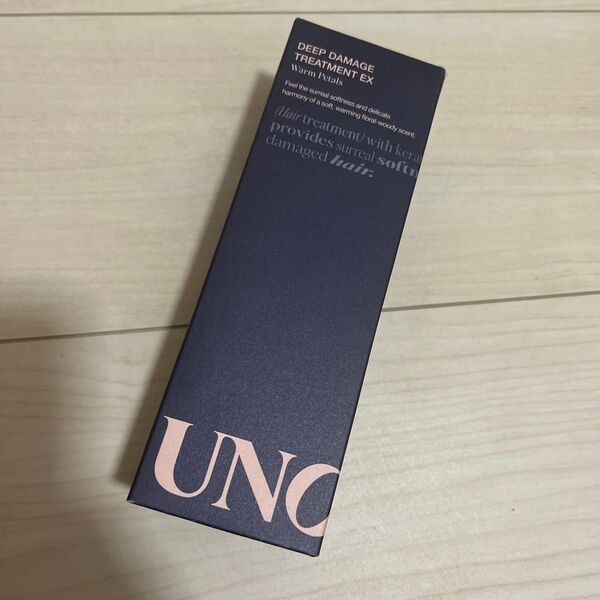 DEEP DAMAGE
TREATMENT EX
Warm Petals
Feel the surreal softness and delicate
harmony of a soft, warming floral-woody scent.
(Hair treatment) with kera
provides surreal softn
damaged hair.
UNO